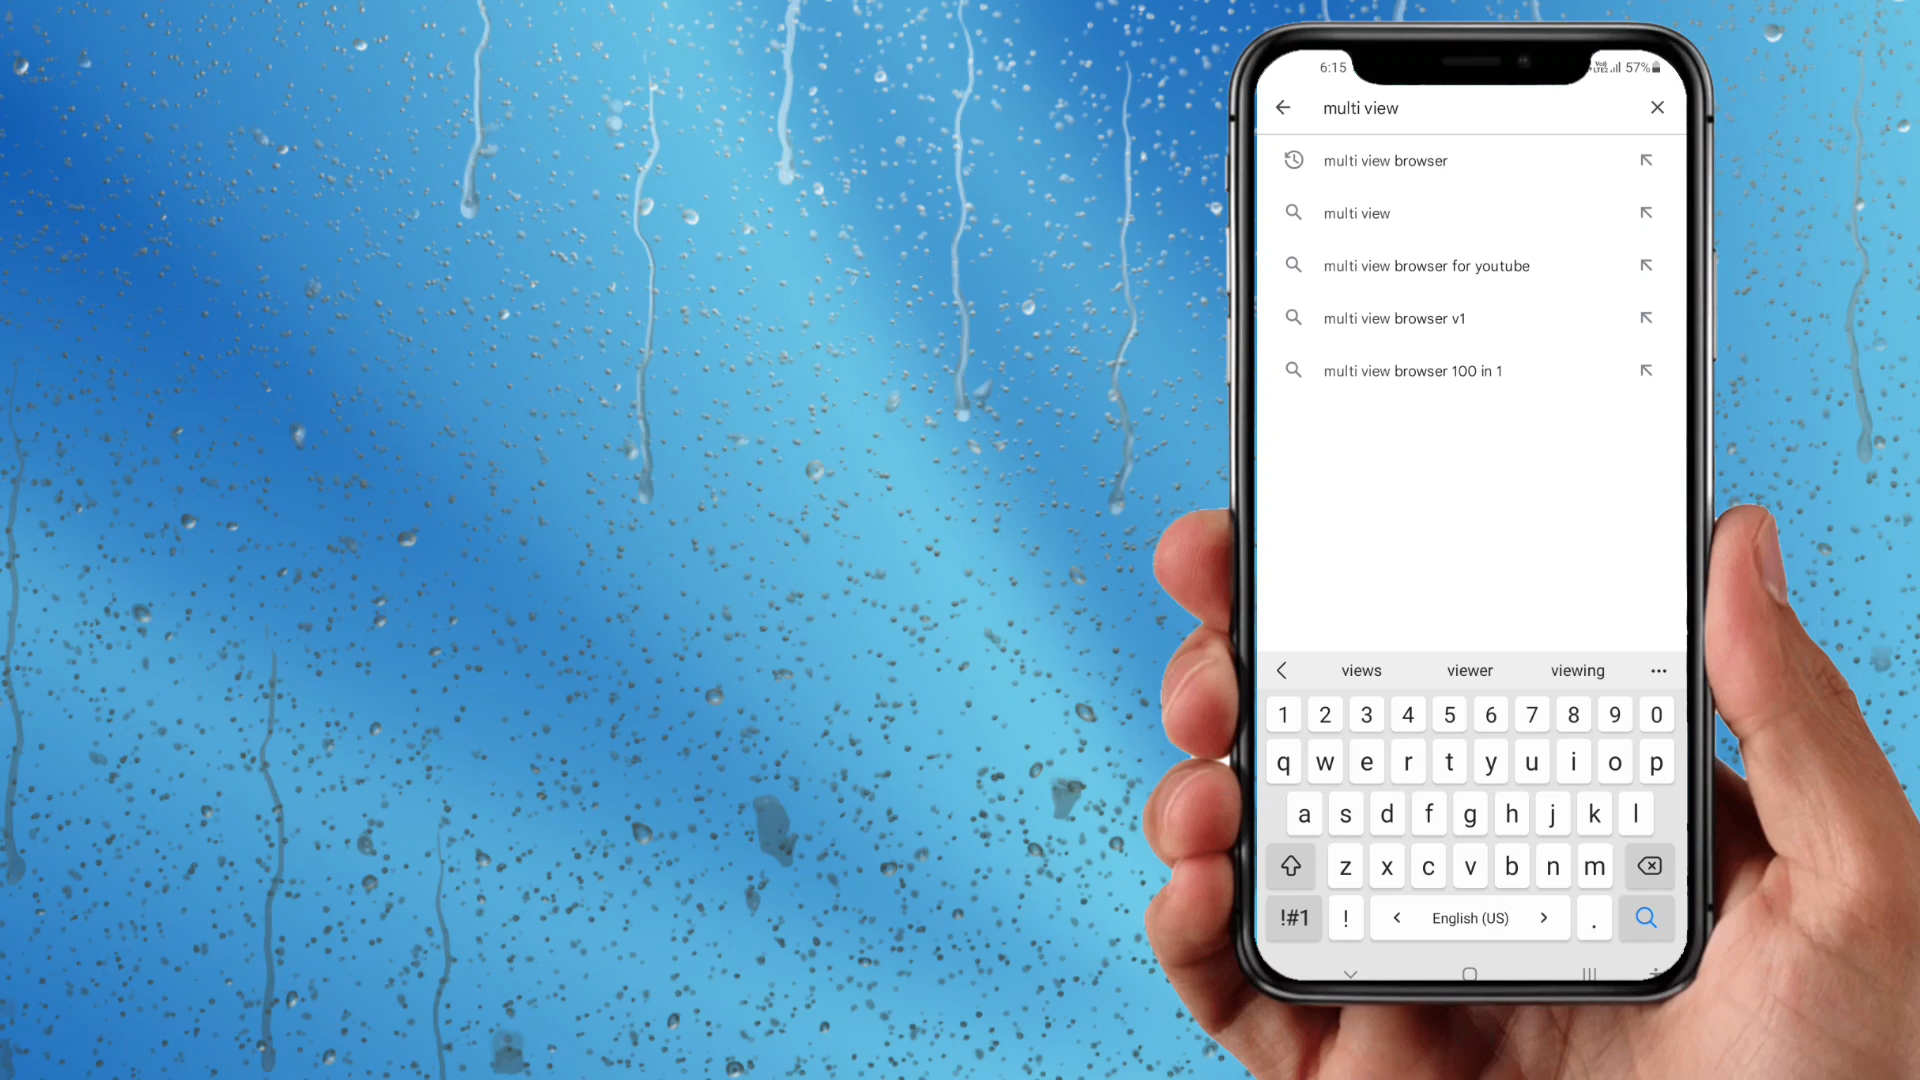 6:15
Vo)) LTE2 57%
multi view
multi view browser
multi view
multi view browser for youtube
multi view browser v1
multi view browser 100 in 1
views viewer viewing
1 2 3 4 5 6 7 8 9 0
q w e r t y u i o p
a s d f g h j k l
z x c v b n m
!#1 ! English (US) .